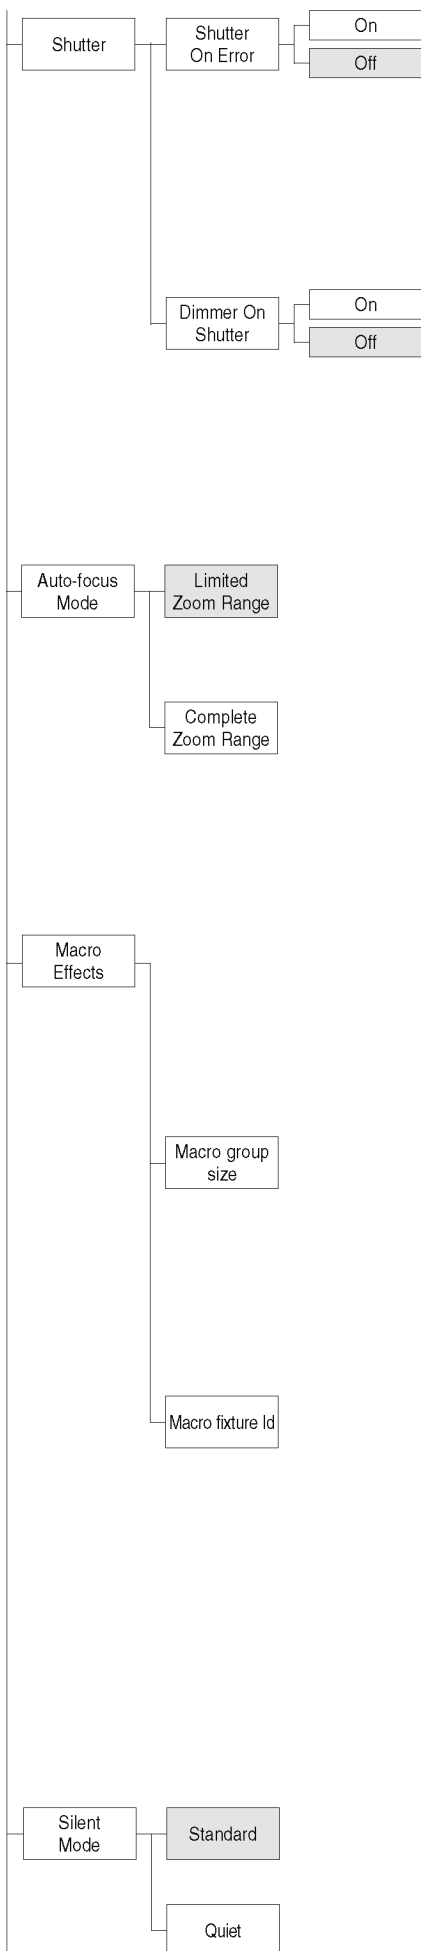 Shutter
Shutter
On Error
On
Off
Dimmer On
Shutter
On
Off
Auto-focus
Mode
Limited
Zoom Range
Complete
Zoom Range
Macro
Effects
Macro group
size
Macro fixture Id
Silent
Mode
Standard
Quiet